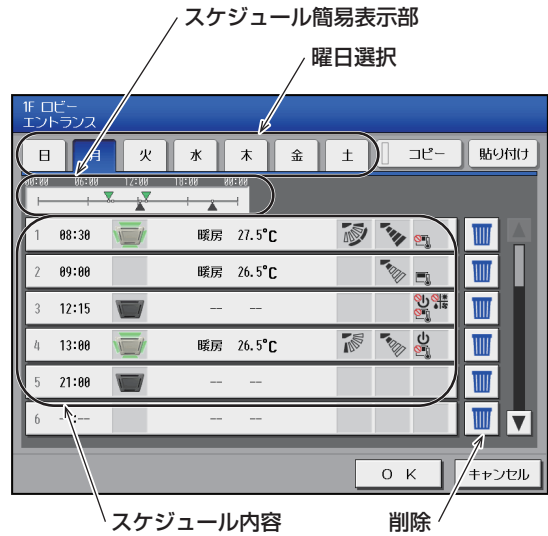 スケジュール簡易表示部
曜日選択
1F ロビー
エントランス
日 月 火 水 木 金 土 コピー 貼り付け
00:00 06:00 12:00 18:00 00:00
1 08:30 暖房 27.5°C
2 09:00 暖房 26.5°C
3 12:15 -- --
4 13:00 暖房 26.5°C
5 21:00 -- --
6 --:--
O K キャンセル
スケジュール内容 削除